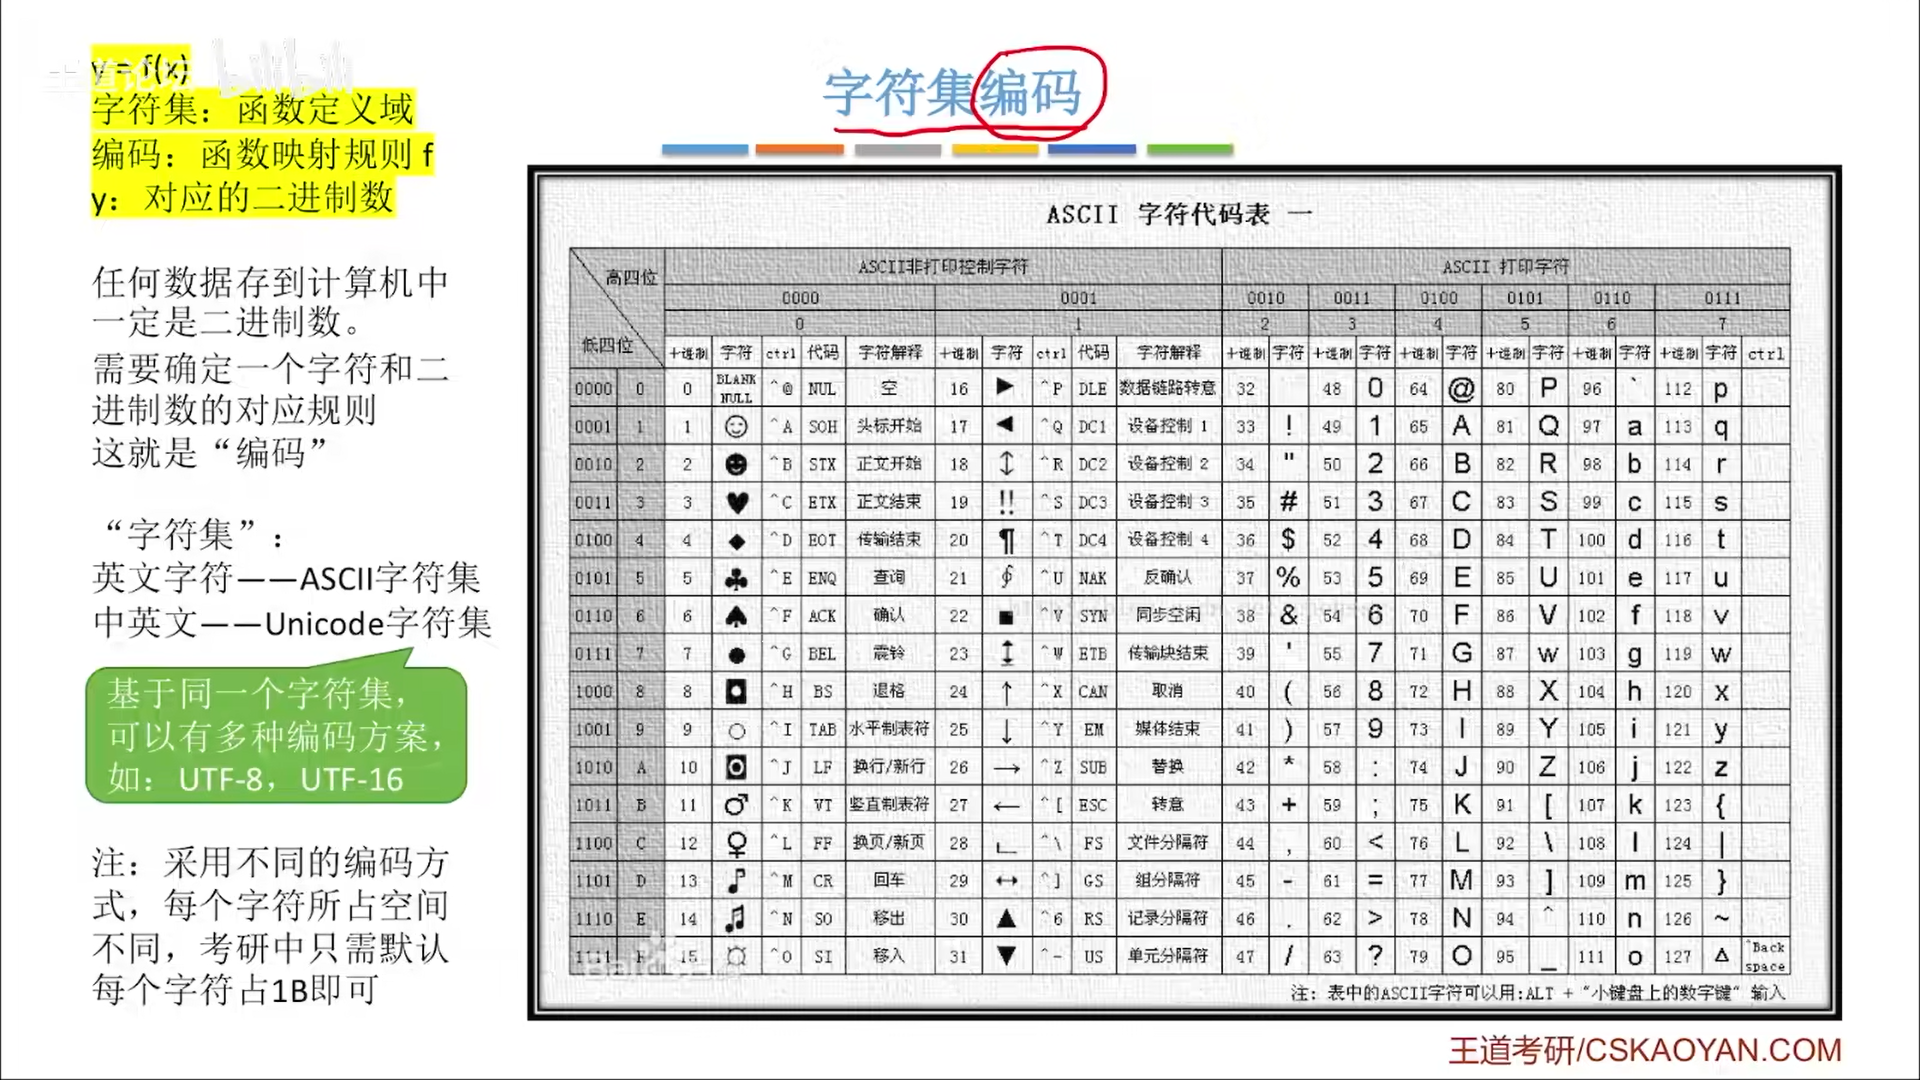 y = f(x)
字符集：函数定义域
编码：函数映射规则 f
y：对应的二进制数
任何数据存到计算机中
一定是二进制数。
需要确定一个字符和二
进制数的对应规则
这就是“编码”
“字符集”：
英文字符——ASCII字符集
中英文——Unicode字符集
基于同一个字符集，
可以有多种编码方案，
如：UTF-8，UTF-16
注：采用不同的编码方
式，每个字符所占空间
不同，考研中只需默认
每个字符占1B即可
字符集编码
ASCII 字符代码表 一
高四位 ASCII非打印控制字符 ASCII 打印字符
0000 0001 0010 0011 0100 0101 0110 0111
0 1 2 3 4 5 6 7
低四位
十进制 字符 ctrl 代码 字符解释 十进制 字符 ctrl 代码 字符解释 十进制 字符 十进制 字符 十进制 字符 十进制 字符 十进制 字符 十进制 字符 ctrl
0000 0 0 BLANK NULL ^@ NUL 空 16 ► ^P DLE 数据链路转意 32 48 0 64 @ 80 P 96 ` 112 p
0001 1 1 ☺ ^A SOH 头标开始 17 ◄ ^Q DC1 设备控制 1 33 ! 49 1 65 A 81 Q 97 a 113 q
0010 2 2 ☻ ^B STX 正文开始 18 ↕ ^R DC2 设备控制 2 34 " 50 2 66 B 82 R 98 b 114 r
0011 3 3 ♥ ^C ETX 正文结束 19 ‼ ^S DC3 设备控制 3 35 # 51 3 67 C 83 S 99 c 115 s
0100 4 4 ♦ ^D EOT 传输结束 20 ¶ ^T DC4 设备控制 4 36 $ 52 4 68 D 84 T 100 d 116 t
0101 5 5 ♣ ^E ENQ 查询 21 ∮ ^U NAK 反确认 37 % 53 5 69 E 85 U 101 e 117 u
0110 6 6 ♠ ^F ACK 确认 22 ■ ^V SYN 同步空闲 38 & 54 6 70 F 86 V 102 f 118 v
0111 7 7 ● ^G BEL 震铃 23 ↨ ^W ETB 传输块结束 39 ' 55 7 71 G 87 w 103 g 119 w
1000 8 8 ◘ ^H BS 退格 24 ↑ ^X CAN 取消 40 ( 56 8 72 H 88 X 104 h 120 x
1001 9 9 ○ ^I TAB 水平制表符 25 ↓ ^Y EM 媒体结束 41 ) 57 9 73 I 89 Y 105 i 121 y
1010 A 10 ◙ ^J LF 换行/新行 26 → ^Z SUB 替换 42 * 58 : 74 J 90 Z 106 j 122 z
1011 B 11 ♂ ^K VT 竖直制表符 27 ← ^[ ESC 转意 43 + 59 ; 75 K 91 [ 107 k 123 {
1100 C 12 ♀ ^L FF 换页/新页 28 ∟ ^\ FS 文件分隔符 44 , 60 < 76 L 92 \ 108 l 124 |
1101 D 13 ♪ ^M CR 回车 29 ↔ ^] GS 组分隔符 45 - 61 = 77 M 93 ] 109 m 125 }
1110 E 14 ♫ ^N SO 移出 30 ▲ ^6 RS 记录分隔符 46 . 62 > 78 N 94 ^ 110 n 126 ~
1111 F 15 ☼ ^O SI 移入 31 ▼ ^- US 单元分隔符 47 / 63 ? 79 O 95 _ 111 o 127 Δ ^Back space
注：表中的ASCII字符可以用:ALT + “小键盘上的数字键” 输入
王道考研/CSKAOYAN.COM
王道论坛 bilibili